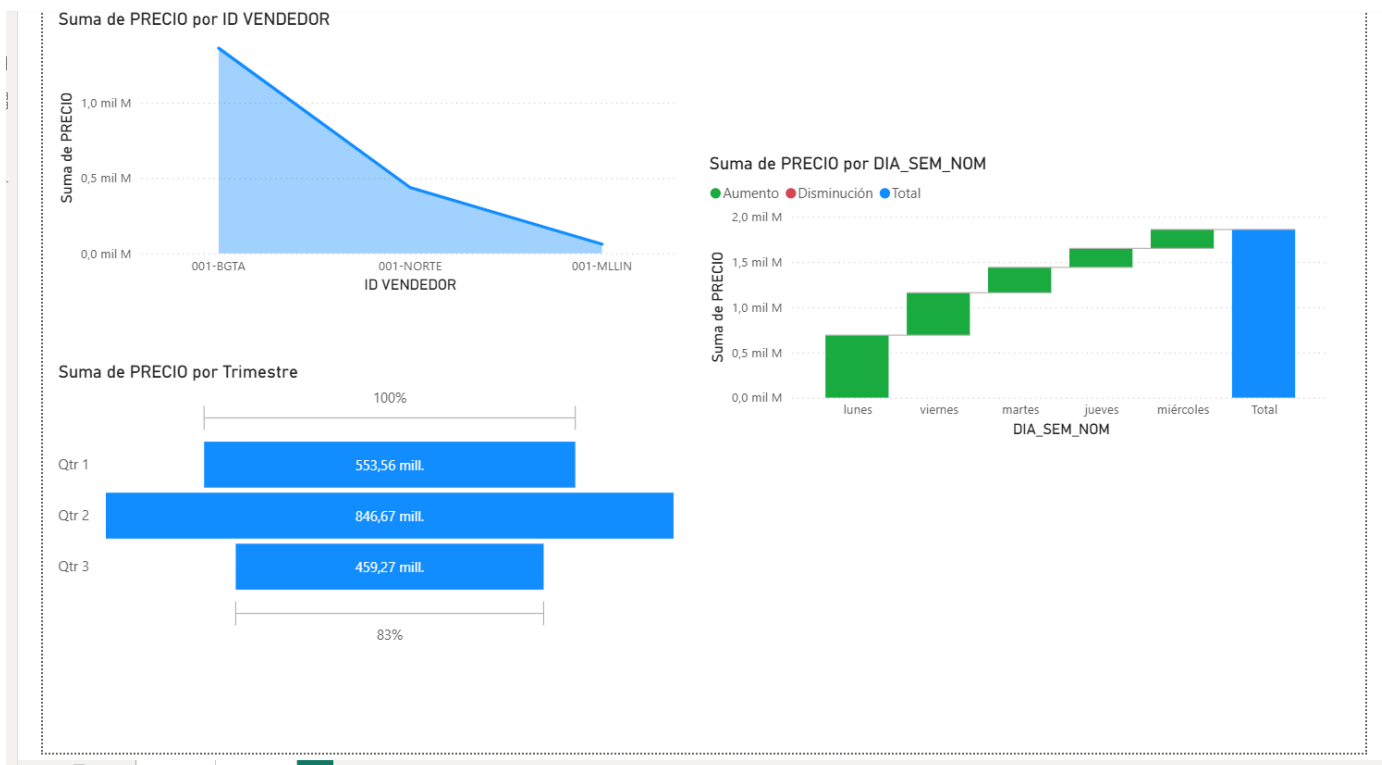 Suma de PRECIO por ID VENDEDOR
Suma de PRECIO
1,0 mil M
0,5 mil M
0,0 mil M
001-BGTA 001-NORTE 001-MLLIN
ID VENDEDOR
Suma de PRECIO por DIA_SEM_NOM
Aumento Disminución Total
Suma de PRECIO
2,0 mil M
1,5 mil M
1,0 mil M
0,5 mil M
0,0 mil M
lunes viernes martes jueves miércoles Total
DIA_SEM_NOM
Suma de PRECIO por Trimestre
100%
Qtr 1 553,56 mill.
Qtr 2 846,67 mill.
Qtr 3 459,27 mill.
83%